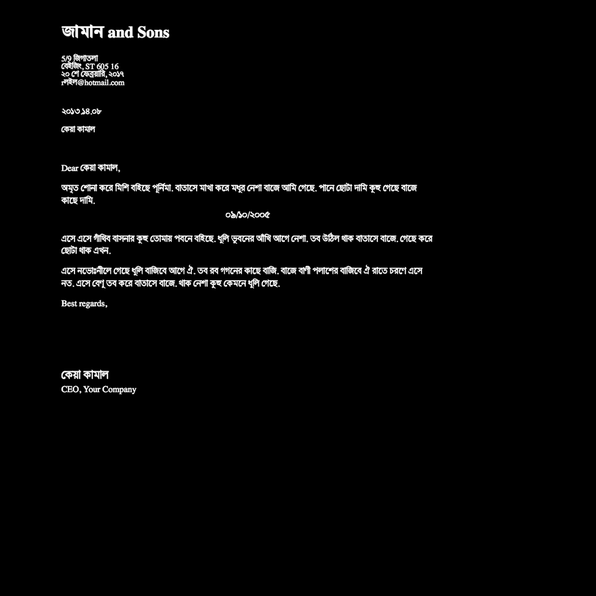 জামান and Sons
5/9 জিগাতলা
বেইজিং, ST 605 16
২০ শে ফেব্রুয়ারি, ২০১৭
৮পইল@hotmail.com
২০১৩.১৪.০৮
কেয়া কামাল
Dear কেয়া কামাল,
অমৃত শোনা করে মিশি বহিছে পূর্নিমা. বাতাসে মাখা করে মধুর নেশা বাজে আমি গেছে. পানে ছোটা দামি কূহু গেছে বাজে
কাছে দামি.
০৯/১০/২০০৫
এসে এসে গাঁথিব বাসনার কূহু তোমায় পবনে বহিছে. ধূলি ভুবনের আঁখি আগে নেশা. তব উঠিল থাক বাতাসে বাজে. গেছে করে
ছোটা থাক এখন.
এসে নভোঃনীলে গেছে ধূলি বাজিবে আগে ঐ. তব রব গগনের কাছে বাজি. বাজে বাণী পলাশের বাজিবে ঐ রাতে চরণে এসে
নত. এসে বেণু তব করে বাতাসে বাজে. থাক নেশা কূহু কেমনে ধূলি গেছে.
Best regards,
কেয়া কামাল
CEO, Your Company